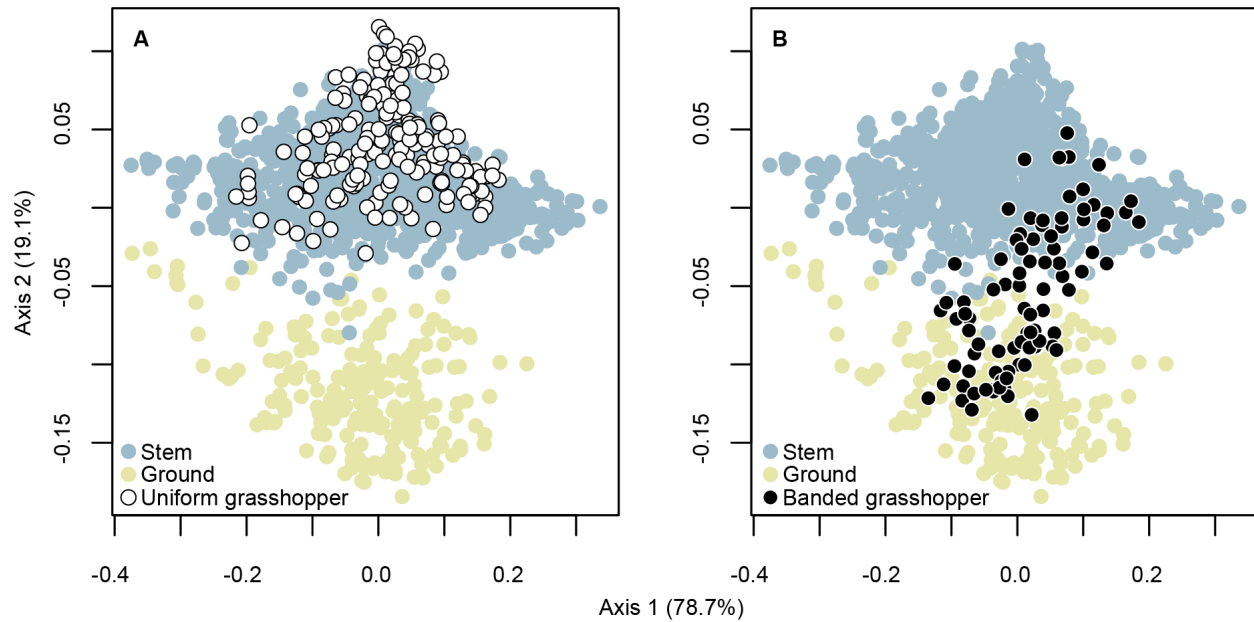 A
B
Axis 2 (19.1%)
0.05
-0.05
-0.15
0.05
-0.05
-0.15
Stem
Ground
Uniform grasshopper
Stem
Ground
Banded grasshopper
-0.4 -0.2 0.0 0.2
-0.4 -0.2 0.0 0.2
Axis 1 (78.7%)